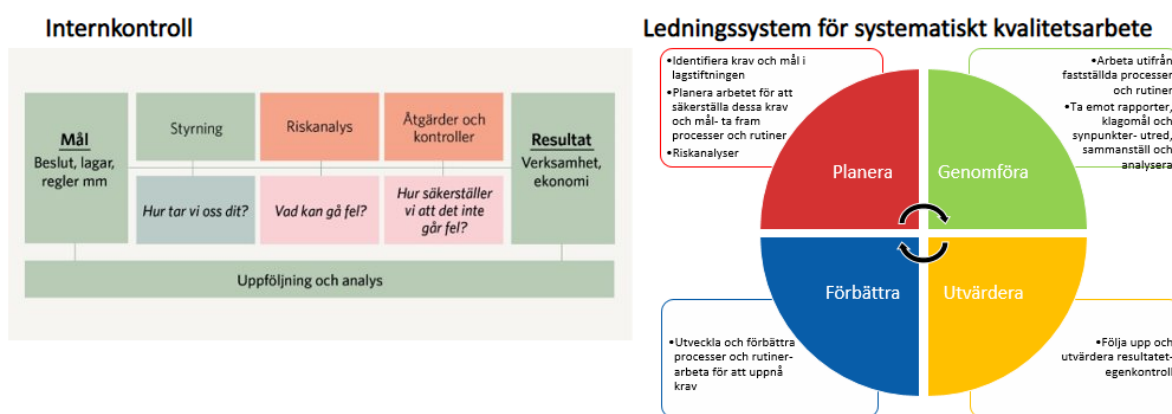 Internkontroll
Mål
Beslut, lagar,
regler mm
Styrning
Hur tar vi oss dit?
Riskanalys
Vad kan gå fel?
Åtgärder och
kontroller
Hur säkerställer
vi att det inte
går fel?
Resultat
Verksamhet,
ekonomi
Uppföljning och analys
Ledningssystem för systematiskt kvalitetsarbete
•Identifiera krav och mål i
lagstiftningen
•Planera arbetet för att
säkerställa dessa krav
och mål- ta fram
processer och rutiner
•Riskanalyser
•Arbeta utifrån
fastställda processer
och rutiner
•Ta emot rapporter,
klagomål och
synpunkter- utred,
sammanställ och
analysera
Planera
Genomföra
Förbättra
Utvärdera
•Utveckla och förbättra
processer och rutiner-
arbeta för att uppnå
krav
•Följa upp och
utvärdera resultatet-
egenkontroll